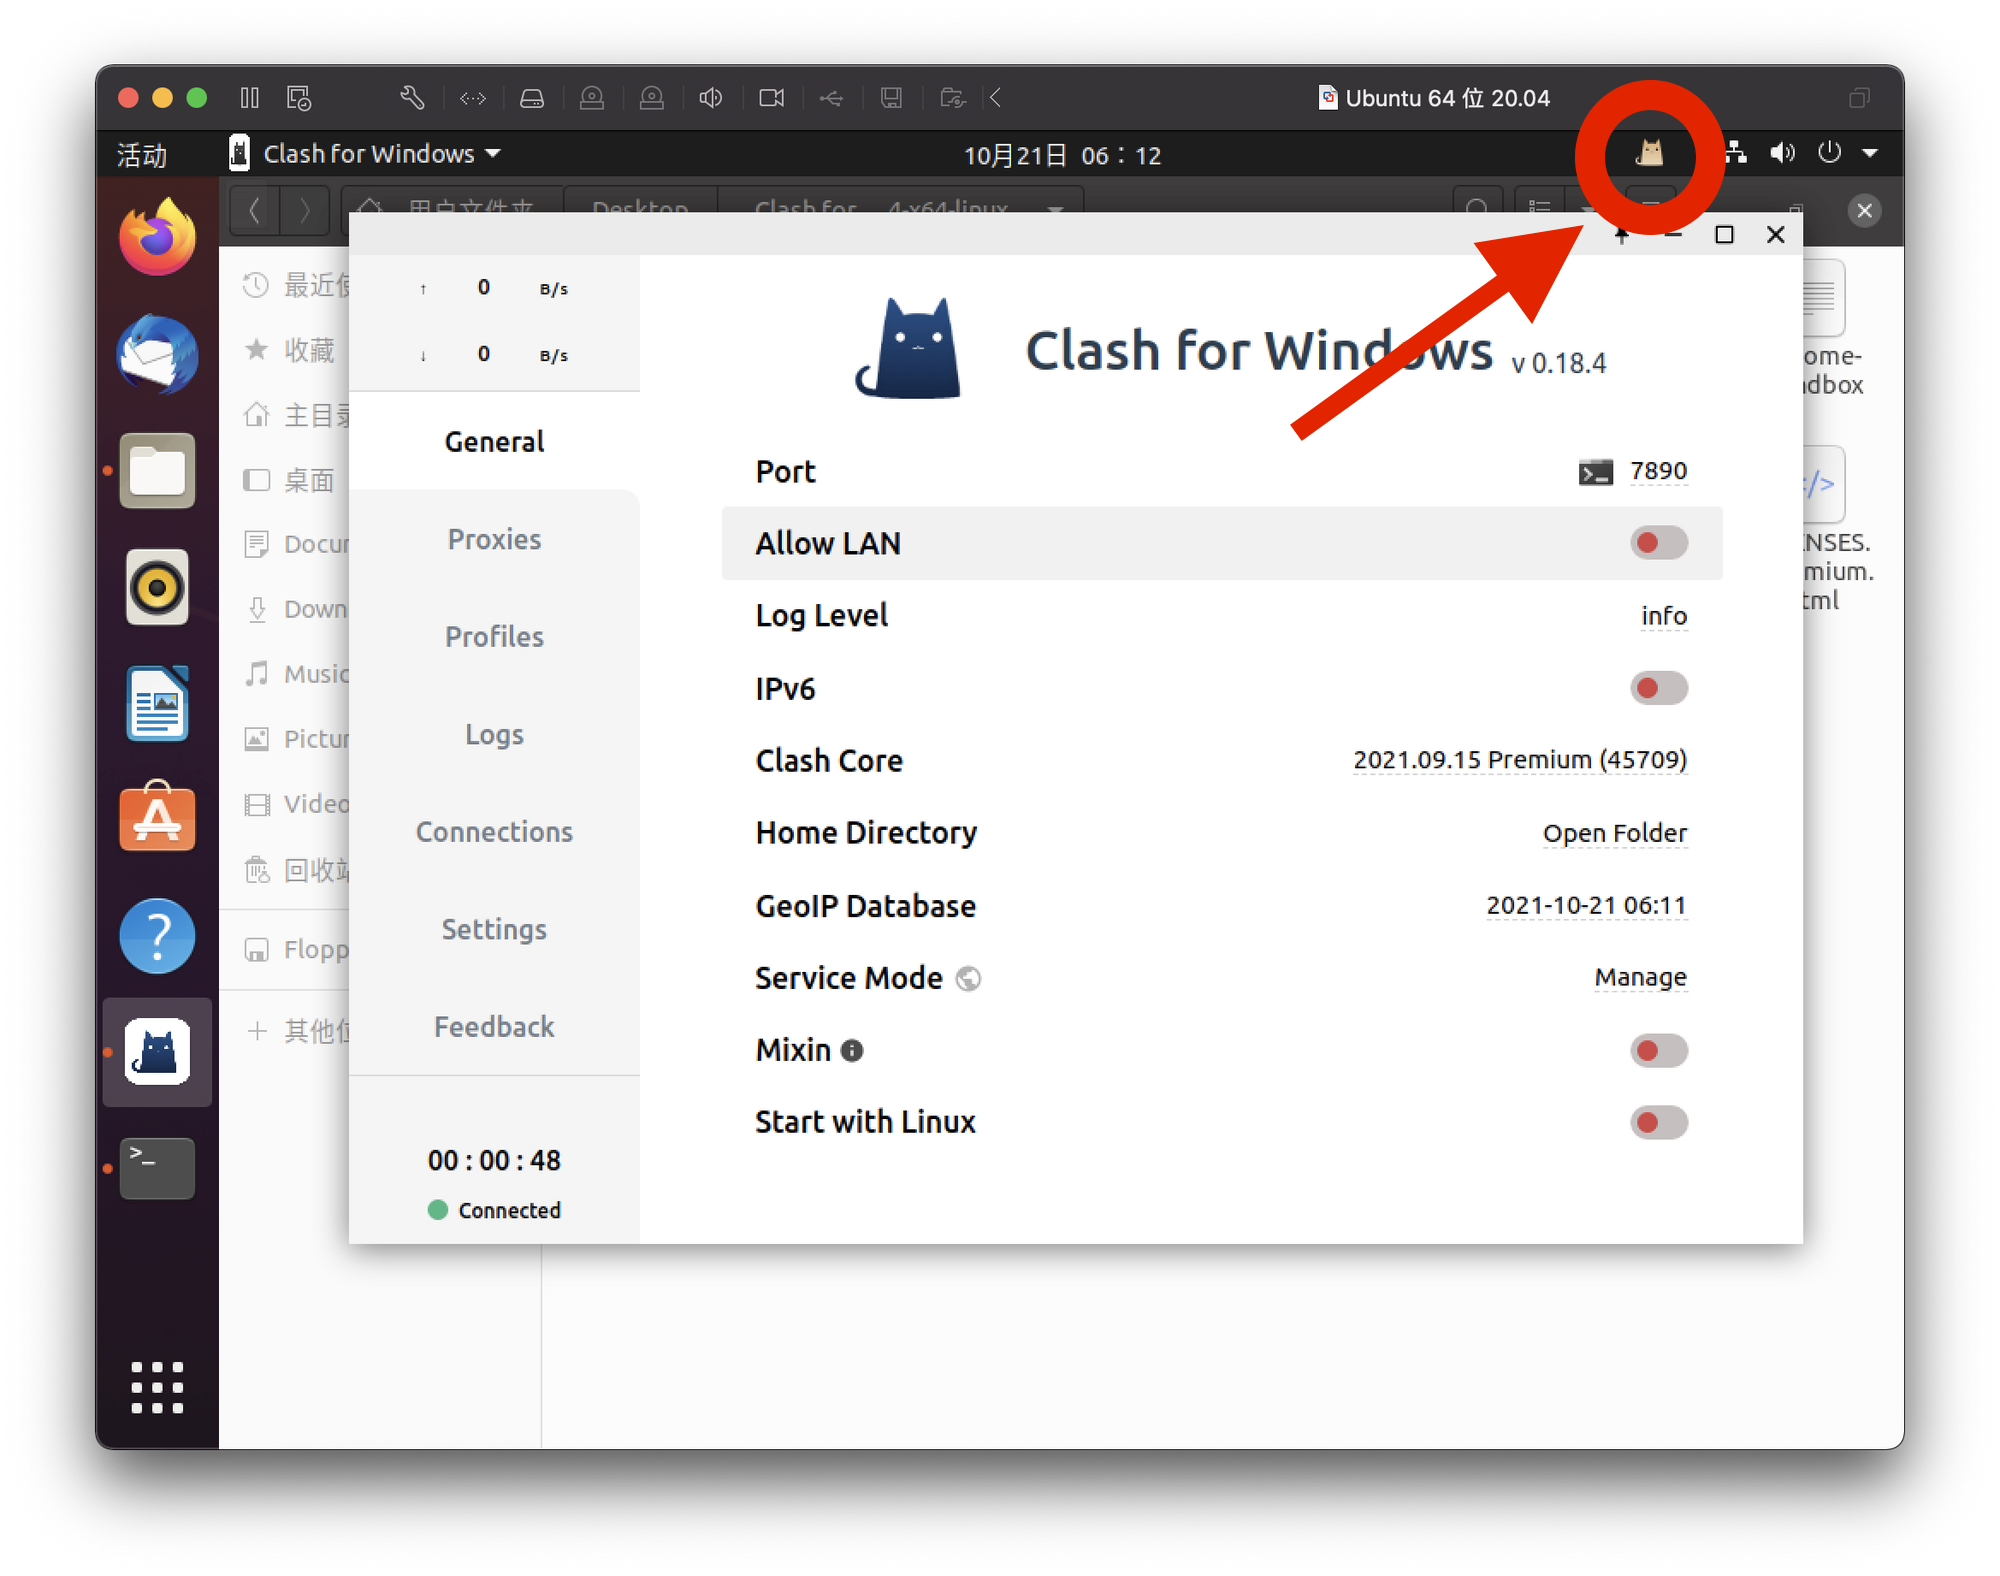 Ubuntu 64 位 20.04
活动
Clash for Windows
10月21日 06：12
用户文件夹
Desktop
Clash for
4-x64-linux
最近使
收藏
主目录
桌面
Docur
Down
Music
Pictur
Video
回收站
Flopp
其他位
↑ 0 B/s
↓ 0 B/s
General
Proxies
Profiles
Logs
Connections
Settings
Feedback
00 : 00 : 48
Connected
Clash for Windows v 0.18.4
Port 7890
Allow LAN
Log Level info
IPv6
Clash Core 2021.09.15 Premium (45709)
Home Directory Open Folder
GeoIP Database 2021-10-21 06:11
Service Mode Manage
Mixin
Start with Linux
ome-
dbox
NSES.
mium.
tml